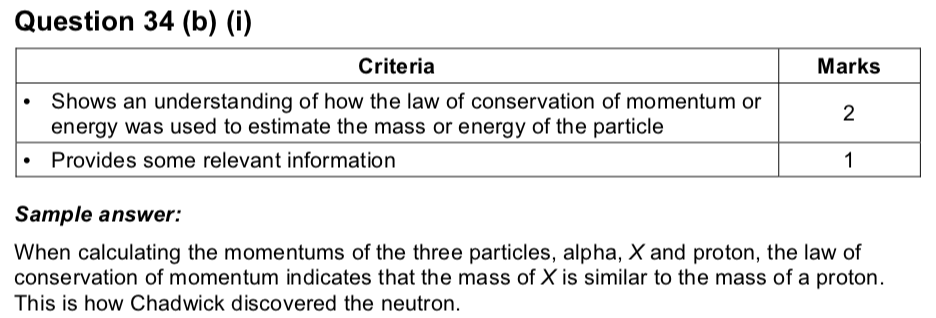 Question 34 (b) (i)
Criteria
Marks
• Shows an understanding of how the law of conservation of momentum or
energy was used to estimate the mass or energy of the particle
2
• Provides some relevant information
1
Sample answer:
When calculating the momentums of the three particles, alpha, X and proton, the law of
conservation of momentum indicates that the mass of X is similar to the mass of a proton.
This is how Chadwick discovered the neutron.